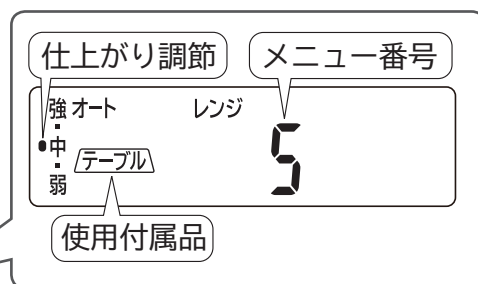 仕上がり調節 メニュー番号
強 オート レンジ
中
弱
テーブル
5
使用付属品